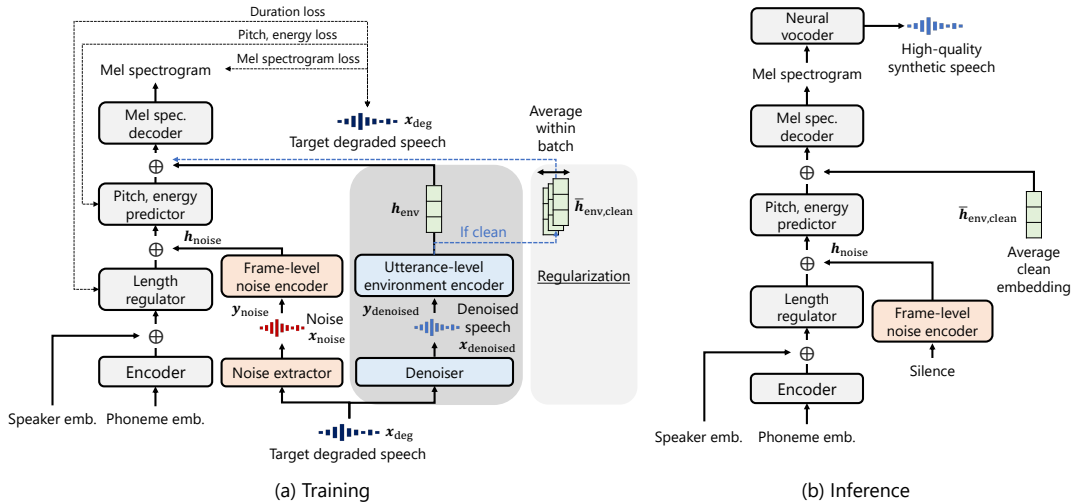 Duration loss
Pitch, energy loss
Mel spectrogram loss
Mel spectrogram
Mel spec.
decoder
x_deg
Target degraded speech
Average
within
batch
Pitch, energy
predictor
h_env
h̅_env,clean
If clean
h_noise
Length
regulator
Frame-level
noise encoder
Utterance-level
environment encoder
Regularization
y_noise
Noise
x_noise
y_denoised
Denoised
speech
x_denoised
Encoder
Noise extractor
Denoiser
Speaker emb.
Phoneme emb.
x_deg
Target degraded speech
(a) Training
Neural
vocoder
High-quality
synthetic speech
Mel spectrogram
Mel spec.
decoder
Pitch, energy
predictor
h̅_env,clean
Average
clean
embedding
h_noise
Length
regulator
Frame-level
noise encoder
Silence
Encoder
Speaker emb.
Phoneme emb.
(b) Inference